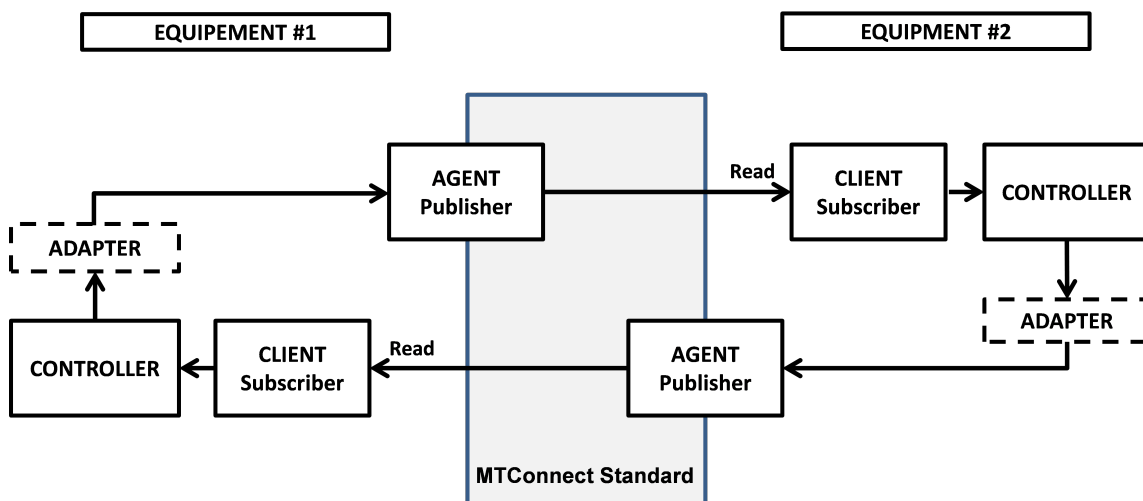 EQUIPEMENT #1
EQUIPMENT #2
AGENT
Publisher
Read
CLIENT
Subscriber
CONTROLLER
ADAPTER
ADAPTER
CONTROLLER
CLIENT
Subscriber
Read
AGENT
Publisher
MTConnect Standard